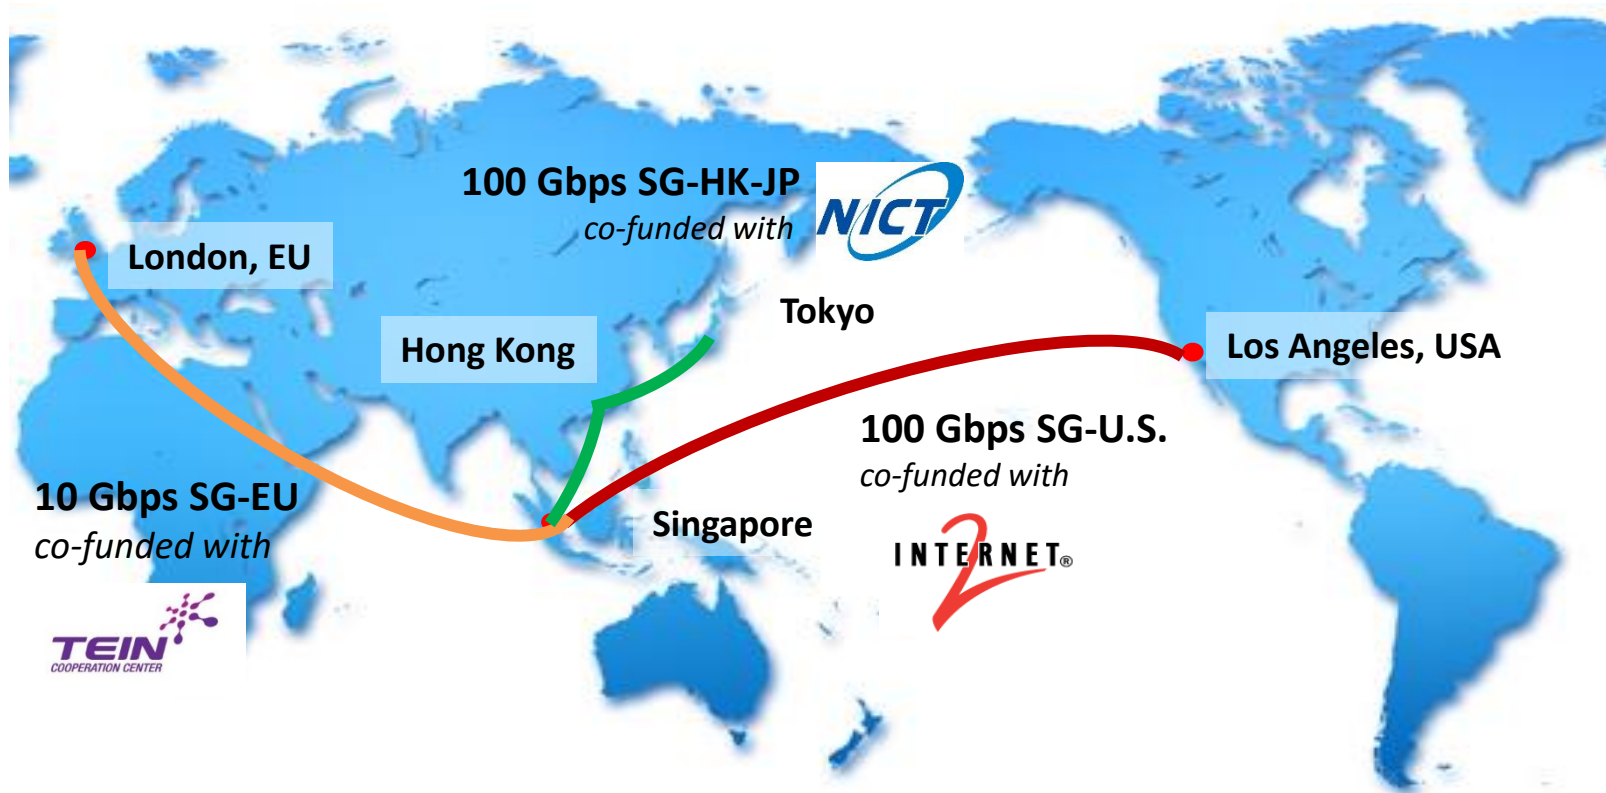 100 Gbps SG-HK-JP
co-funded with
NICT
London, EU
Tokyo
Hong Kong
Los Angeles, USA
100 Gbps SG-U.S.
co-funded with
10 Gbps SG-EU
co-funded with
Singapore
INTERNET®
2
TEIN
COOPERATION CENTER